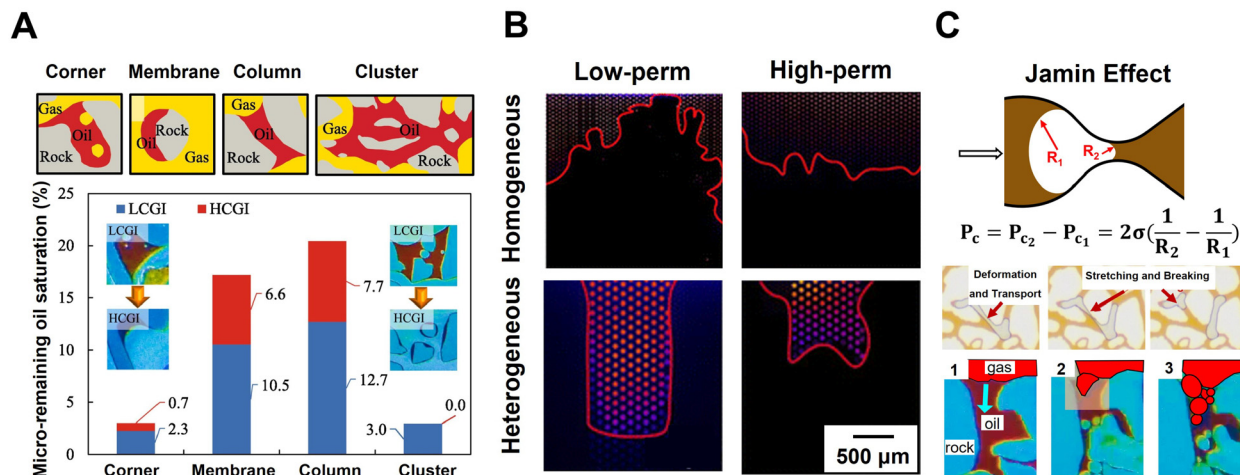 A
Corner
Membrane
Column
Cluster
Gas
Oil
Rock
Oil
Rock
Gas
Gas
Oil
Rock
Gas
Oil
Rock
Micro-remaining oil saturation (%)
25
20
15
10
5
0
LCGI
HCGI
LCGI
HCGI
LCGI
HCGI
0.7
2.3
6.6
10.5
7.7
12.7
0.0
3.0
Corner
Membrane
Column
Cluster
B
Low-perm
High-perm
Homogeneous
Heterogeneous
500 μm
C
Jamin Effect
R₁
R₂
P_c = P_c₂ − P_c₁ = 2σ(1/R₂ − 1/R₁)
Deformation
and Transport
Stretching and Breaking
1
gas
oil
rock
2
3